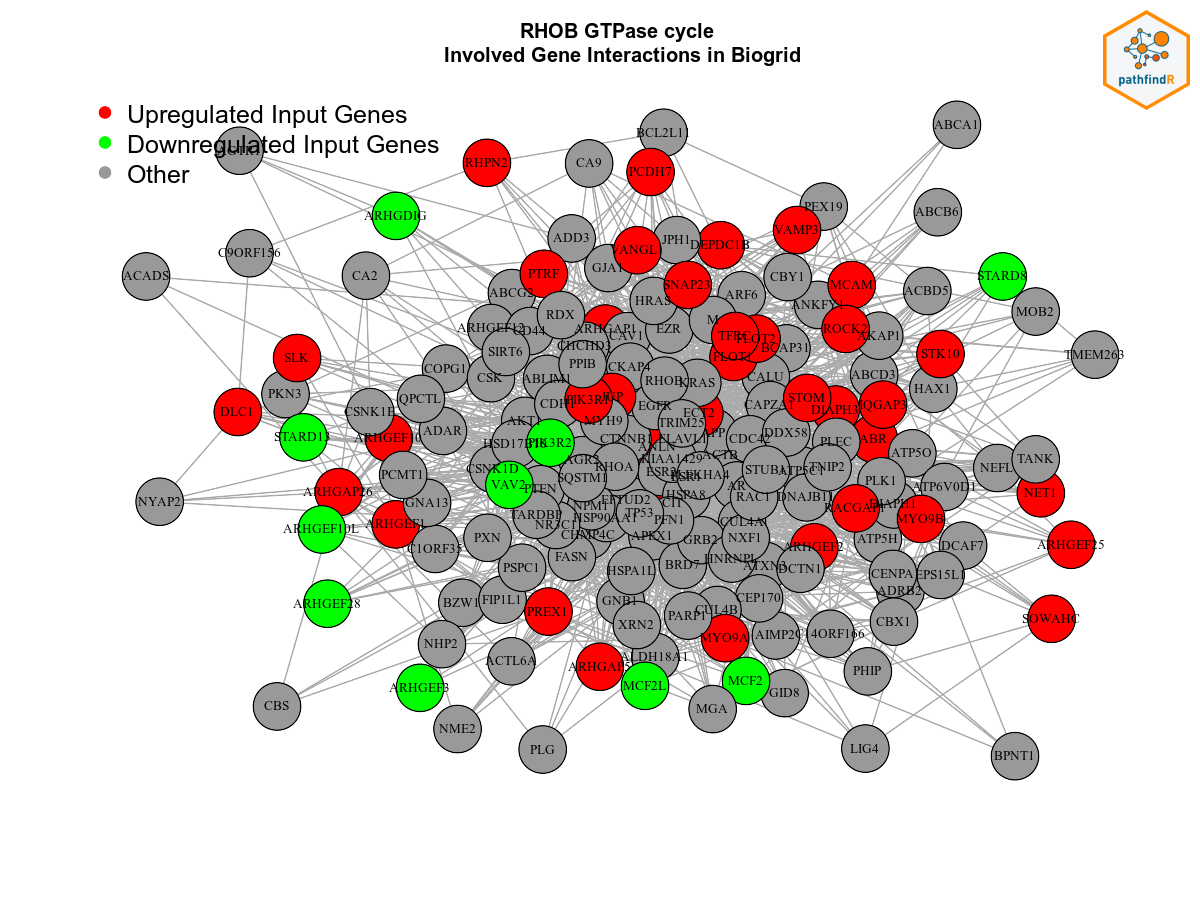 RHOB GTPase cycle
Involved Gene Interactions in Biogrid
pathfindR
Upregulated Input Genes
Downregulated Input Genes
Other
BCL2L11
ABCA1
RHPN2
CA9
PCDH7
PEX19
ABCB6
ARHGDIG
VAMP3
ADD3
JPH1
DEPDC1B
C9ORF156
VANGL1
GJA1
ACADS
CA2
PTRF
CBY1
STARD8
SNAP23
MCAM
ABCG2
ARF6
ACBD5
HRAS
MOB2
RDX
ARHGEF12
CD44
ARHGAP1
EZR
ROCK2
AKAP1
CAV1
TFRC
FLOT2
CHCHD3
BCAP31
SIRT6
TMEM263
SLK
STK10
FLOT1
PPIB
CKAP4
COPG1
ABCD3
CSK
ABLIM1
RHOB
KRAS
CALU
HAX1
PKN3
QPCTL
STOM
CDH1
PIK3R1
IQGAP3
DLC1
CSNK1E
EGFR
CAPZA1
DIAPH3
AKT1
MYH9
ECT2
TRIM25
ADAR
DDX58
STARD13
ARHGEF10
CTNNB1
CDC42
PLEC
ABR
PIK3R2
ELAVL1
APP
ANLN
ATP5O
ACTB
KIAA1429
AGR2
TANK
CSNK1D
RHOA
TNIP2
NEFL
PCMT1
STUB1
ESR2
SQSTM1
PLK1
VAV2
ESR1
AR
ATP6V0D1
PTEN
ARHGAP26
NET1
HSPA8
RAC1
DNAJB11
NYAP2
GNA13
NPM1
RACGAP1
TARDBP
TP53
HSP90AA1
PFN1
MYO9B
CUL4A
ARHGEF1
NR3C1
ARHGEF10L
CHMP4C
PXN
GRB2
NXF1
ATP5H
ARHGEF2
DCAF7
ARHGEF25
C1ORF35
FASN
HNRNPL
PSPC1
HSPA1L
BRD7
DCTN1
CENPA
EPS15L1
ADRB2
CEP170
BZW1
FIP1L1
GNB1
ARHGEF28
CUL4B
PREX1
PARP1
SOWAHC
XRN2
CBX1
C14ORF166
AIMP2
MYO9A
NHP2
ALDH18A1
ACTL6A
ARHGAP5
PHIP
MCF2
MCF2L
ARHGEF3
GID8
CBS
MGA
NME2
PLG
LIG4
BPNT1